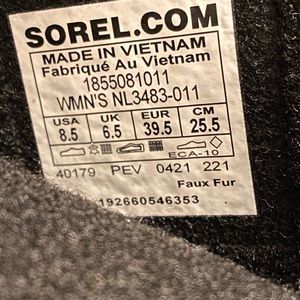 SOREL.COM
MADE IN VIETNAM
Fabriqué Au Vietnam
1855081011
WMN'S NL3483-011
USA UK EUR CM
8.5 6.5 39.5 25.5
ECA-10
40179 PEV 0421 221
Faux Fur
192660546353